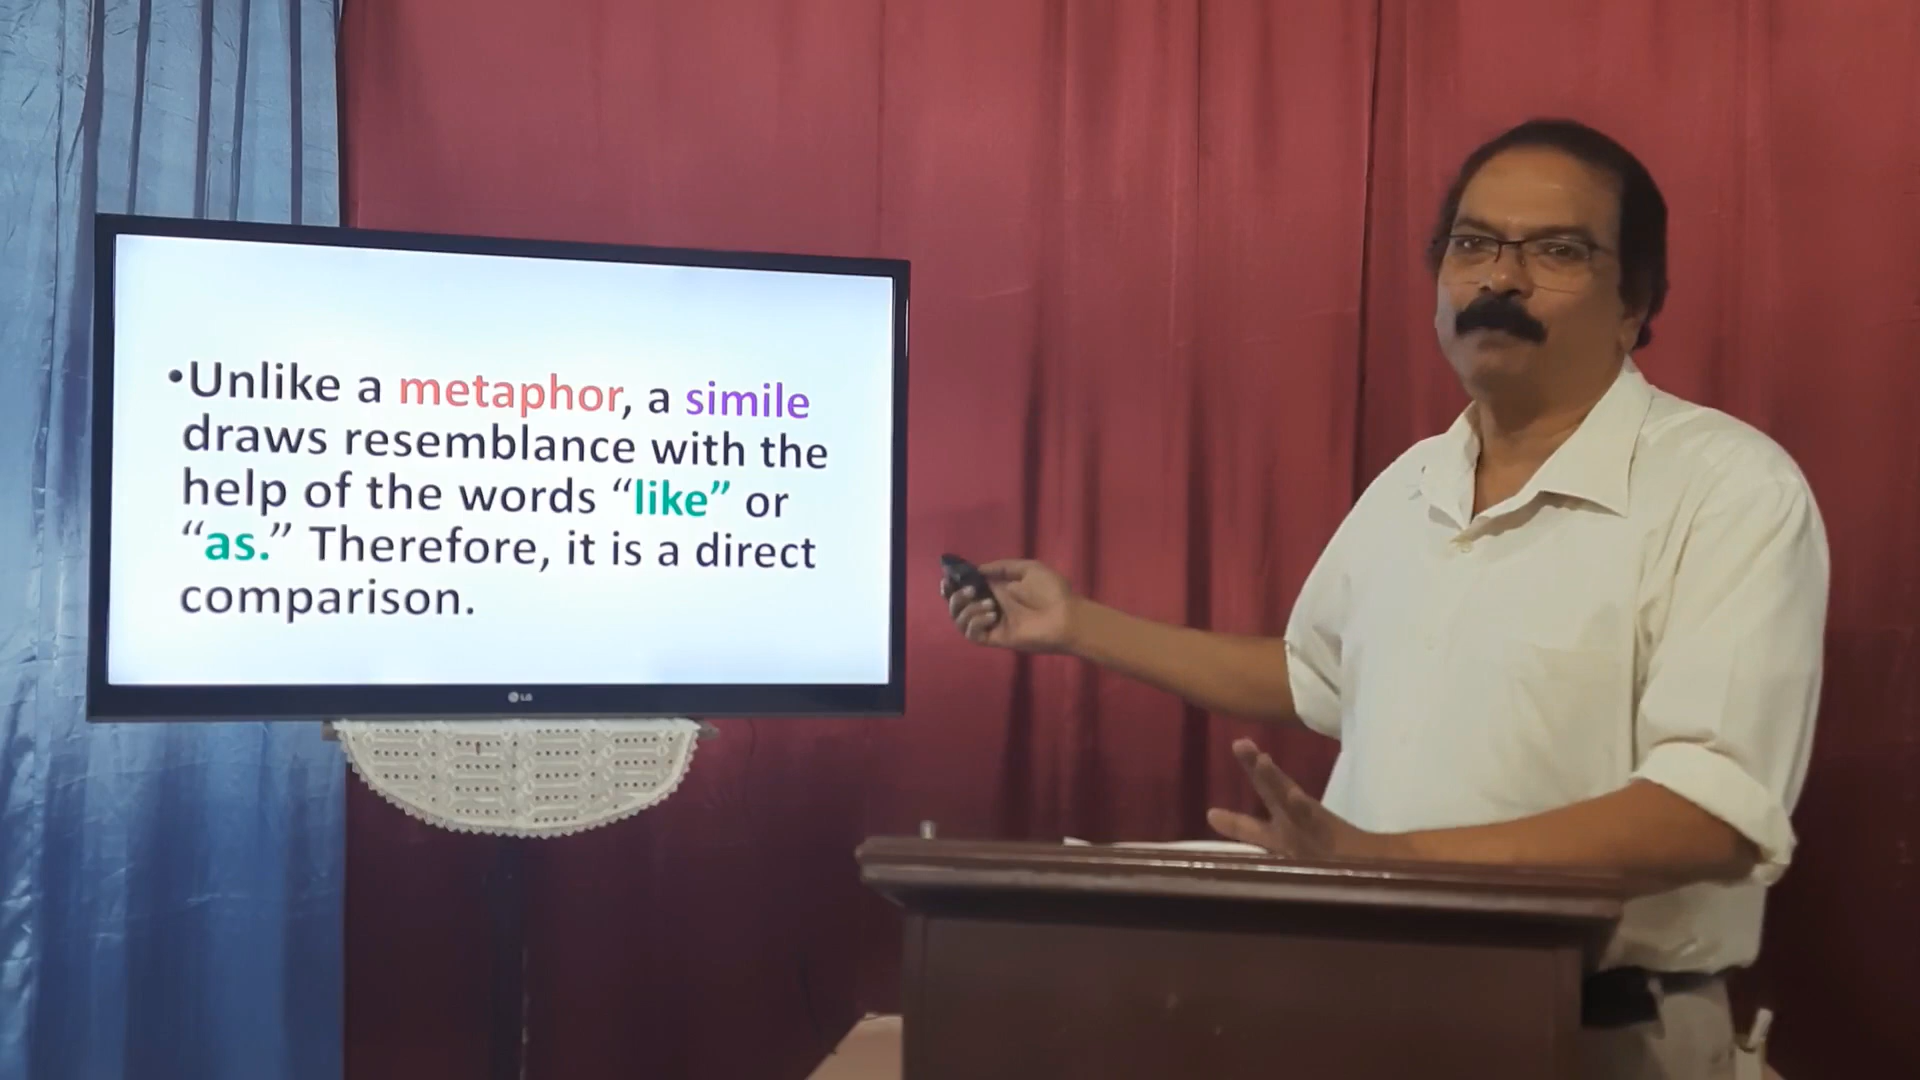 •Unlike a metaphor, a simile
draws resemblance with the
help of the words “like” or
“as.” Therefore, it is a direct
comparison.
LG